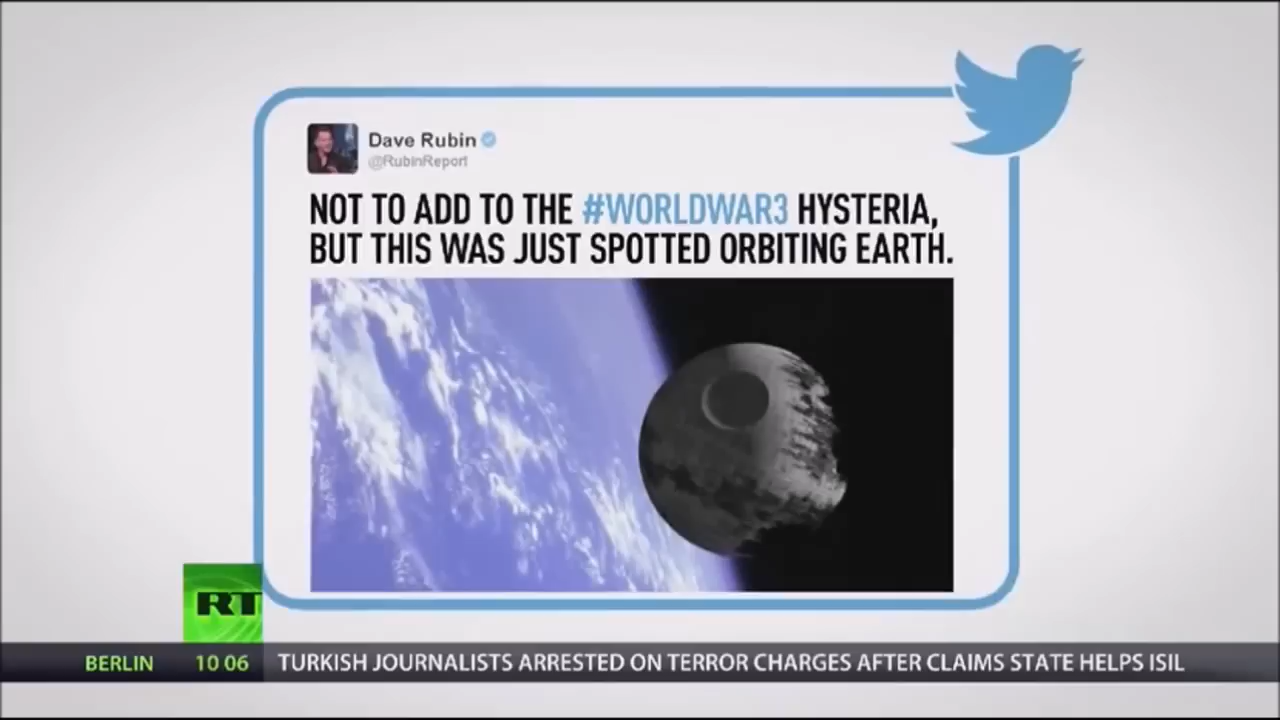 Dave Rubin
@RubinReport
NOT TO ADD TO THE #WORLDWAR3 HYSTERIA,
BUT THIS WAS JUST SPOTTED ORBITING EARTH.
RT
BERLIN 10 06 TURKISH JOURNALISTS ARRESTED ON TERROR CHARGES AFTER CLAIMS STATE HELPS ISIL